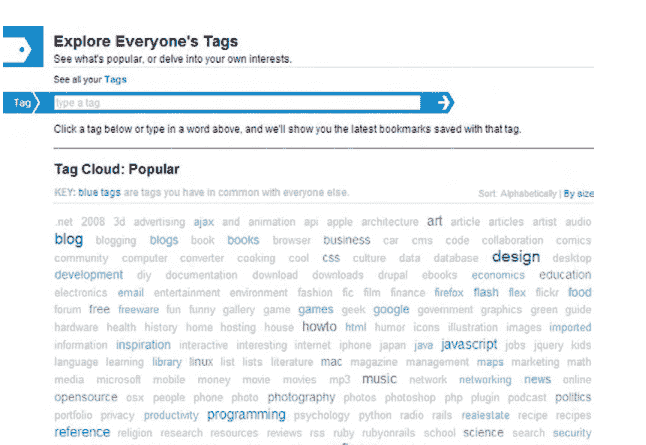 Explore Everyone's Tags
See what's popular, or delve into your own interests.
See all your Tags
Tag type a tag
Click a tag below or type in a word above, and we'll show you the latest bookmarks saved with that tag.
Tag Cloud: Popular
KEY: blue tags are tags you have in common with everyone else. Sort: Alphabetically | By size
.net 2008 3d advertising ajax and animation api apple architecture art article articles artist audio
blog blogging blogs book books browser business car cms code collaboration comics
community computer converter cooking cool css culture data database design desktop
development diy documentation download downloads drupal ebooks economics education
electronics email entertainment environment fashion fic film finance firefox flash flex flickr food
forum free freeware fun funny gallery game games geek google government graphics green guide
hardware health history home hosting house howto html humor icons illustration images imported
information inspiration interactive interesting internet iphone japan java javascript jobs jquery kids
language learning library linux list lists literature mac magazine management maps marketing math
media microsoft mobile money movie movies mp3 music network networking news online
opensource osx people phone photo photography photos photoshop php plugin podcast politics
portfolio privacy productivity programming psychology python radio rails realestate recipe recipes
reference religion research resources reviews rss ruby rubyonrails school science search security